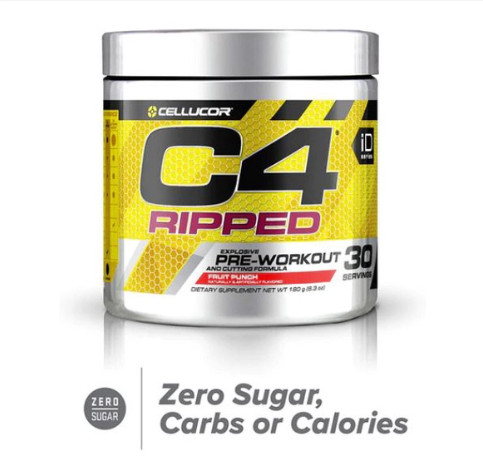 CELLUCOR®
C4®
iD
SERIES
RIPPED
EXPLOSIVE
PRE-WORKOUT
AND CUTTING FORMULA
30
SERVINGS
FRUIT PUNCH
NATURALLY & ARTIFICIALLY FLAVORED
DIETARY SUPPLEMENT NET WT 180 g (6.3 oz)
ZERO
SUGAR
Zero Sugar,
Carbs or Calories